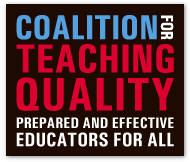 COALITION FOR
TEACHING
QUALITY
PREPARED AND EFFECTIVE
EDUCATORS FOR ALL